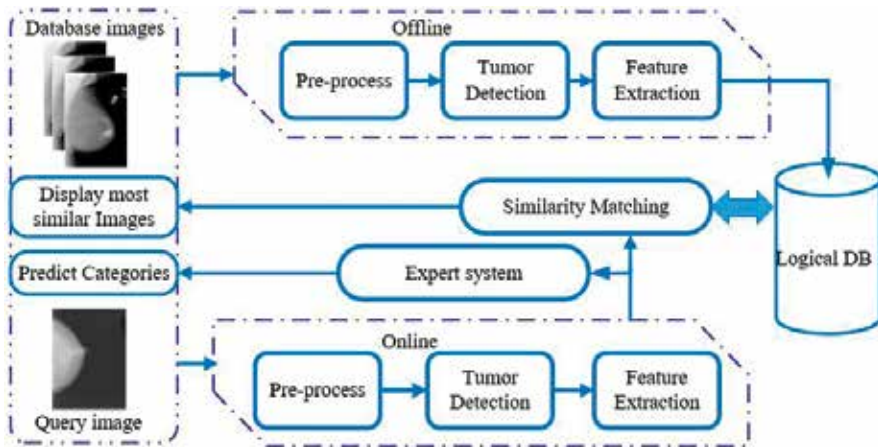 Database images
Offline
Pre-process
Tumor
Detection
Feature
Extraction
Display most
similar Images
Similarity Matching
Logical DB
Predict Categories
Expert system
Online
Pre-process
Tumor
Detection
Feature
Extraction
Query image